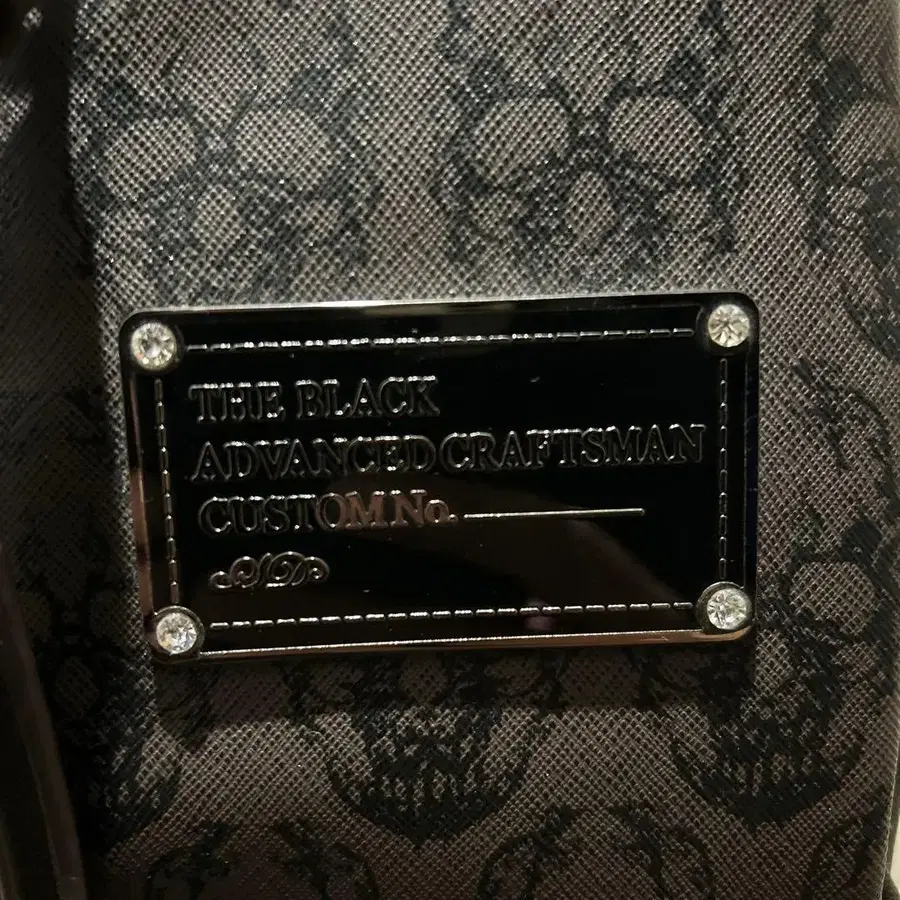 THE BLACK
ADVANCED CRAFTSMAN
CUSTOM No.